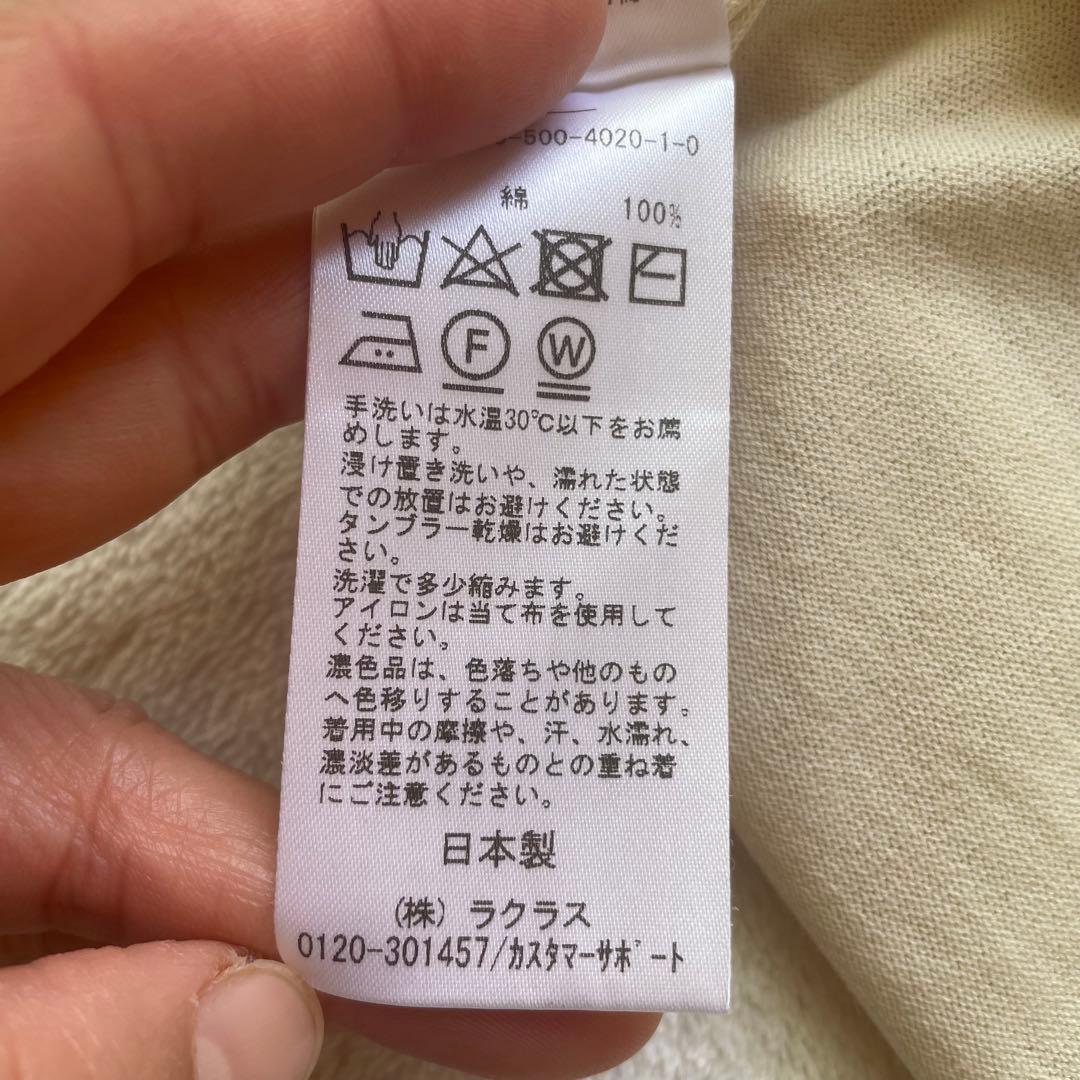 -500-4020-1-0
綿 100%
F W
手洗いは水温30℃以下をお薦
めします。
浸け置き洗いや、濡れた状態
での放置はお避けください。
タンブラー乾燥はお避けくだ
さい。
洗濯で多少縮みます。
アイロンは当て布を使用して
ください。
濃色品は、色落ちや他のもの
へ色移りすることがあります。
着用中の摩擦や、汗、水濡れ、
濃淡差があるものとの重ね着
にご注意ください。
日本製
(株) ラクラス
0120-301457/カスタマーサポート